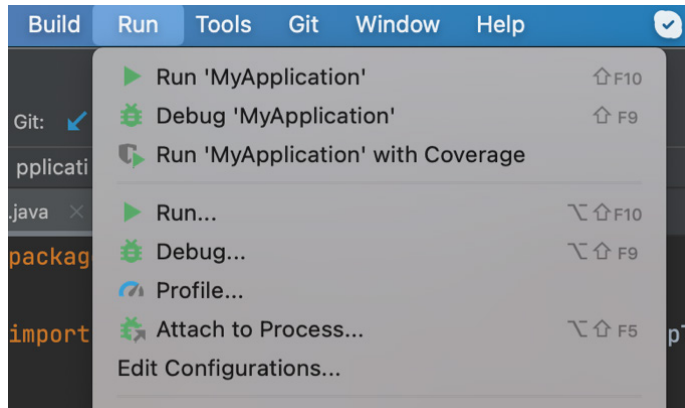 Build Run Tools Git Window Help
Run 'MyApplication' ⇧F10
Git:
Debug 'MyApplication' ⇧F9
Run 'MyApplication' with Coverage
pplicati
.java
Run... ⌥⇧F10
packag
Debug... ⌥⇧F9
Profile...
import
Attach to Process... ⌥⇧F5
Edit Configurations...